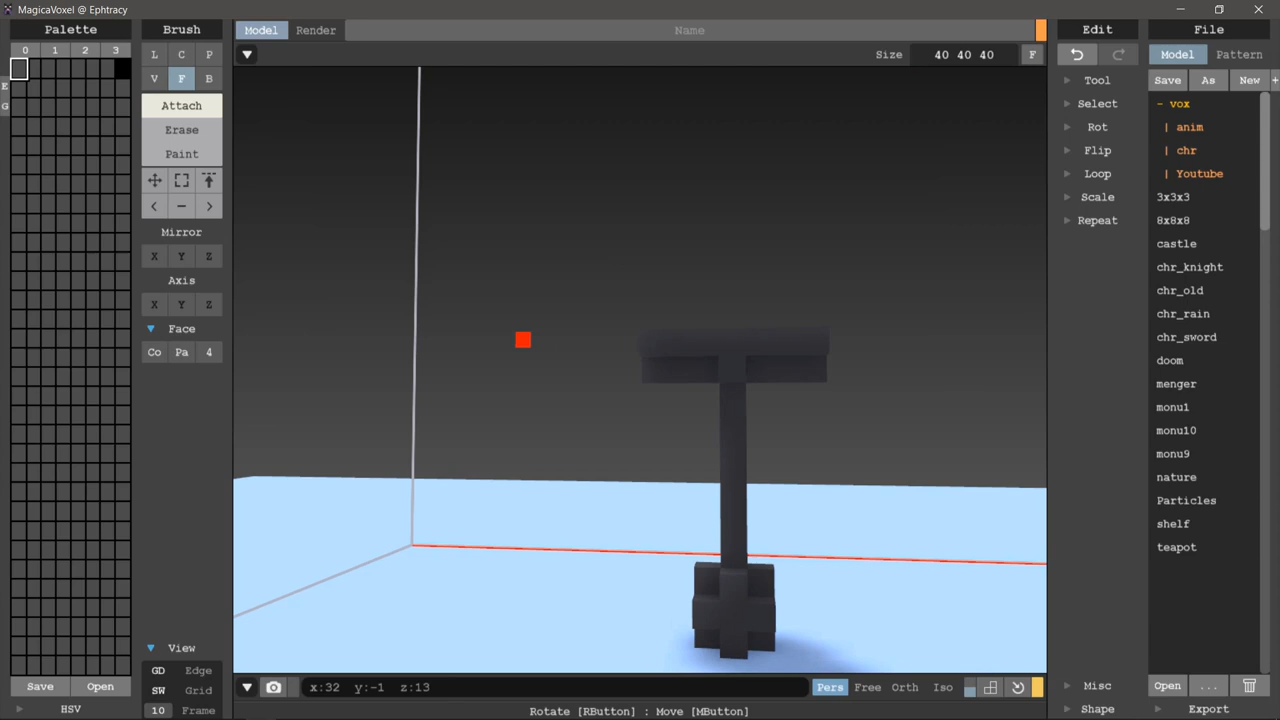 MagicaVoxel @ Ephtracy
Palette
0 1 2 3
E
G
Save Open
HSV
Brush
L C P
V F B
Attach
Erase
Paint
Mirror
X Y Z
Axis
X Y Z
Face
Co Pa 4
View
GD Edge
SW Grid
10 Frame
Model Render
Name
Size 40 40 40 F
x:32 y:-1 z:13
Pers Free Orth Iso
Rotate [RButton] : Move [MButton]
Edit
Tool
Select
Rot
Flip
Loop
Scale
Repeat
Misc
Shape
File
Model Pattern
Save As New +
- vox
| anim
| chr
| Youtube
3x3x3
8x8x8
castle
chr_knight
chr_old
chr_rain
chr_sword
doom
menger
monu1
monu10
monu9
nature
Particles
shelf
teapot
Open ...
Export